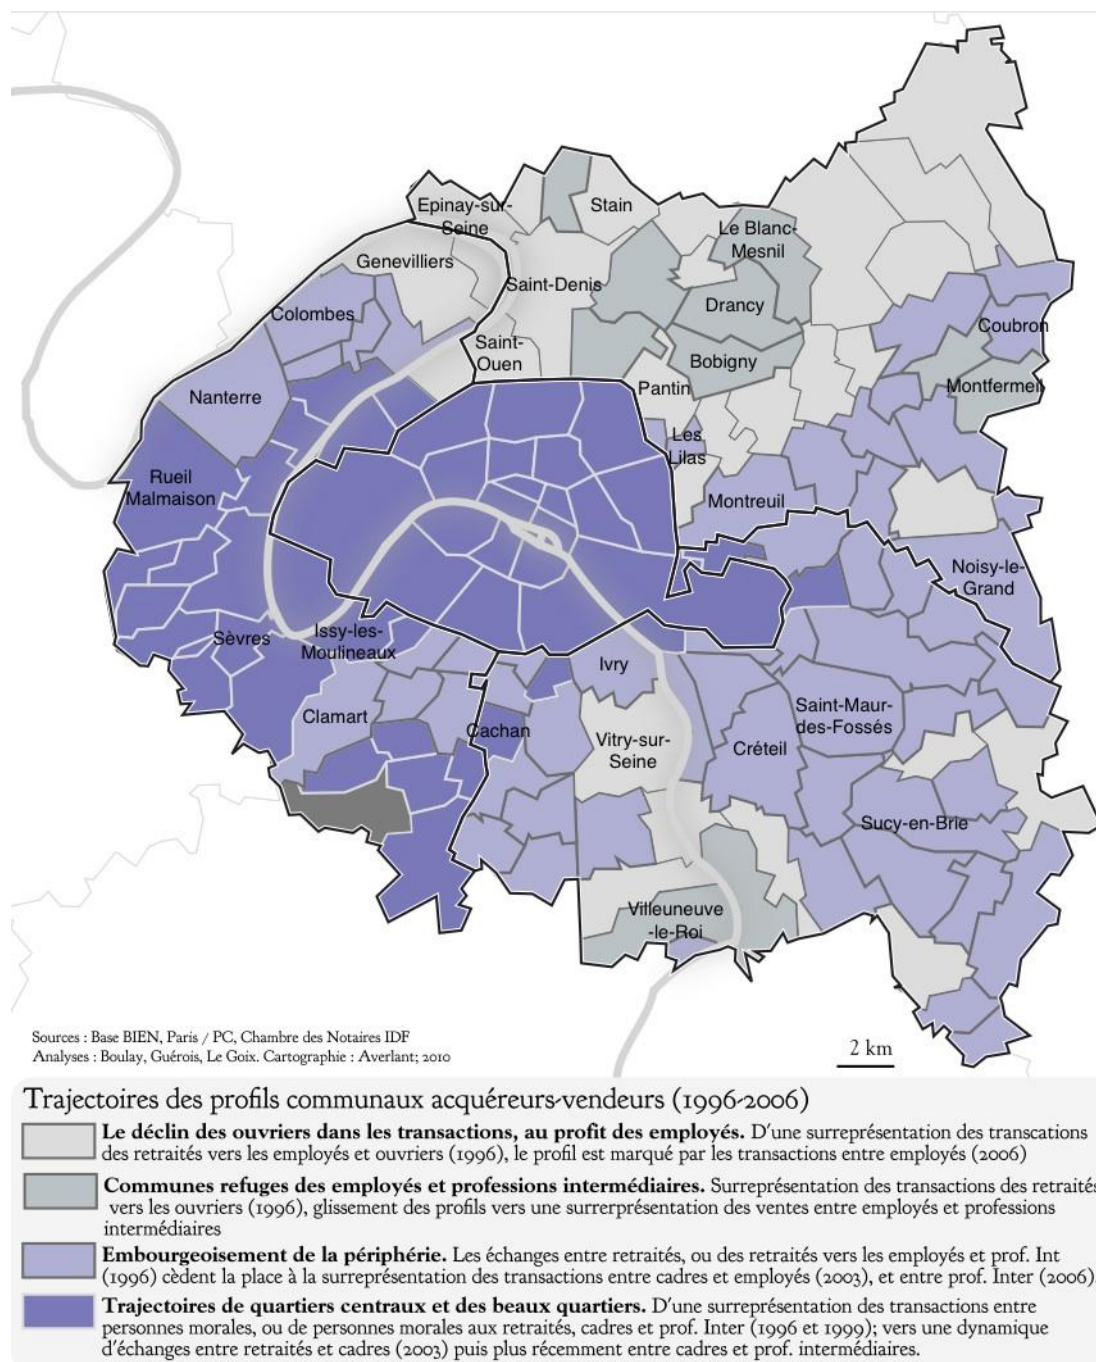 Epinay-sur-
Seine
Stain
Le Blanc-
Mesnil
Genevilliers
Saint-Denis
Colombes
Drancy
Coubron
Saint-
Ouen
Bobigny
Nanterre
Pantin
Montfermeil
Les
Lilas
Rueil
Malmaison
Montreuil
Noisy-le-
Grand
Sèvres
Issy-les-
Moulineaux
Ivry
Clamart
Cachan
Vitry-sur-
Seine
Créteil
Saint-Maur-
des-Fossés
Sucy-en-Brie
Villeuneuve
-le-Roi
Sources : Base BIEN, Paris / PC, Chambre des Notaires IDF
Analyses : Boulay, Guérois, Le Goix. Cartographie : Averlant; 2010
2 km
Trajectoires des profils communaux acquéreurs-vendeurs (1996-2006)
Le déclin des ouvriers dans les transactions, au profit des employés. D'une surreprésentation des transcations
des retraités vers les employés et ouvriers (1996), le profil est marqué par les transactions entre employés (2006)
Communes refuges des employés et professions intermédiaires. Surreprésentation des transactions des retraités
vers les ouvriers (1996), glissement des profils vers une surrerprésentation des ventes entre employés et professions
intermédiaires
Embourgeoisement de la périphérie. Les échanges entre retraités, ou des retraités vers les employés et prof. Int
(1996) cèdent la place à la surreprésentation des transactions entre cadres et employés (2003), et entre prof. Inter (2006).
Trajectoires de quartiers centraux et des beaux quartiers. D'une surreprésentation des transactions entre
personnes morales, ou de personnes morales aux retraités, cadres et prof. Inter (1996 et 1999); vers une dynamique
d'échanges entre retraités et cadres (2003) puis plus récemment entre cadres et prof. intermédiaires.